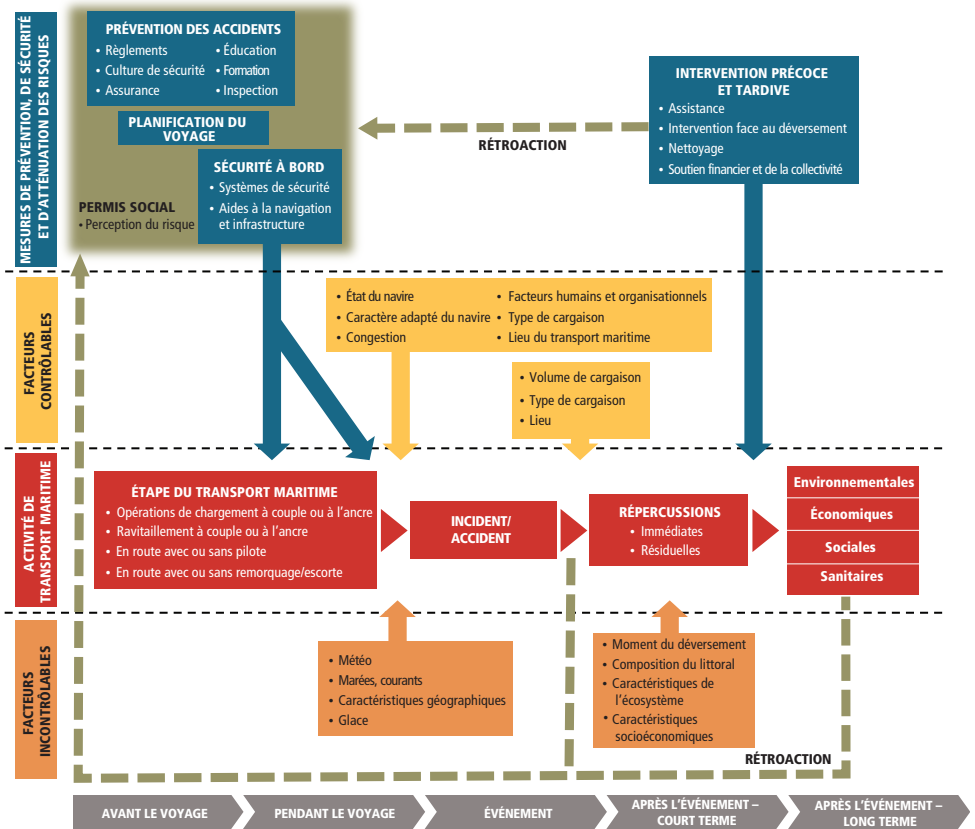 MESURES DE PRÉVENTION, DE SÉCURITÉ
ET D'ATTÉNUATION DES RISQUES
PRÉVENTION DES ACCIDENTS
• Règlements
• Culture de sécurité
• Assurance
• Éducation
• Formation
• Inspection
PLANIFICATION DU
VOYAGE
SÉCURITÉ À BORD
• Systèmes de sécurité
• Aides à la navigation
et infrastructure
PERMIS SOCIAL
• Perception du risque
RÉTROACTION
INTERVENTION PRÉCOCE
ET TARDIVE
• Assistance
• Intervention face au déversement
• Nettoyage
• Soutien financier et de la collectivité
FACTEURS
CONTRÔLABLES
• État du navire
• Caractère adapté du navire
• Congestion
• Facteurs humains et organisationnels
• Type de cargaison
• Lieu du transport maritime
• Volume de cargaison
• Type de cargaison
• Lieu
ACTIVITÉ DE
TRANSPORT MARITIME
ÉTAPE DU TRANSPORT MARITIME
• Opérations de chargement à couple ou à l'ancre
• Ravitaillement à couple ou à l'ancre
• En route avec ou sans pilote
• En route avec ou sans remorquage/escorte
INCIDENT/
ACCIDENT
RÉPERCUSSIONS
• Immédiates
• Résiduelles
Environnementales
Économiques
Sociales
Sanitaires
FACTEURS
INCONTRÔLABLES
• Météo
• Marées, courants
• Caractéristiques géographiques
• Glace
• Moment du déversement
• Composition du littoral
• Caractéristiques de
l'écosystème
• Caractéristiques
socioéconomiques
RÉTROACTION
AVANT LE VOYAGE
PENDANT LE VOYAGE
ÉVÉNEMENT
APRÈS L'ÉVÉNEMENT –
COURT TERME
APRÈS L'ÉVÉNEMENT –
LONG TERME